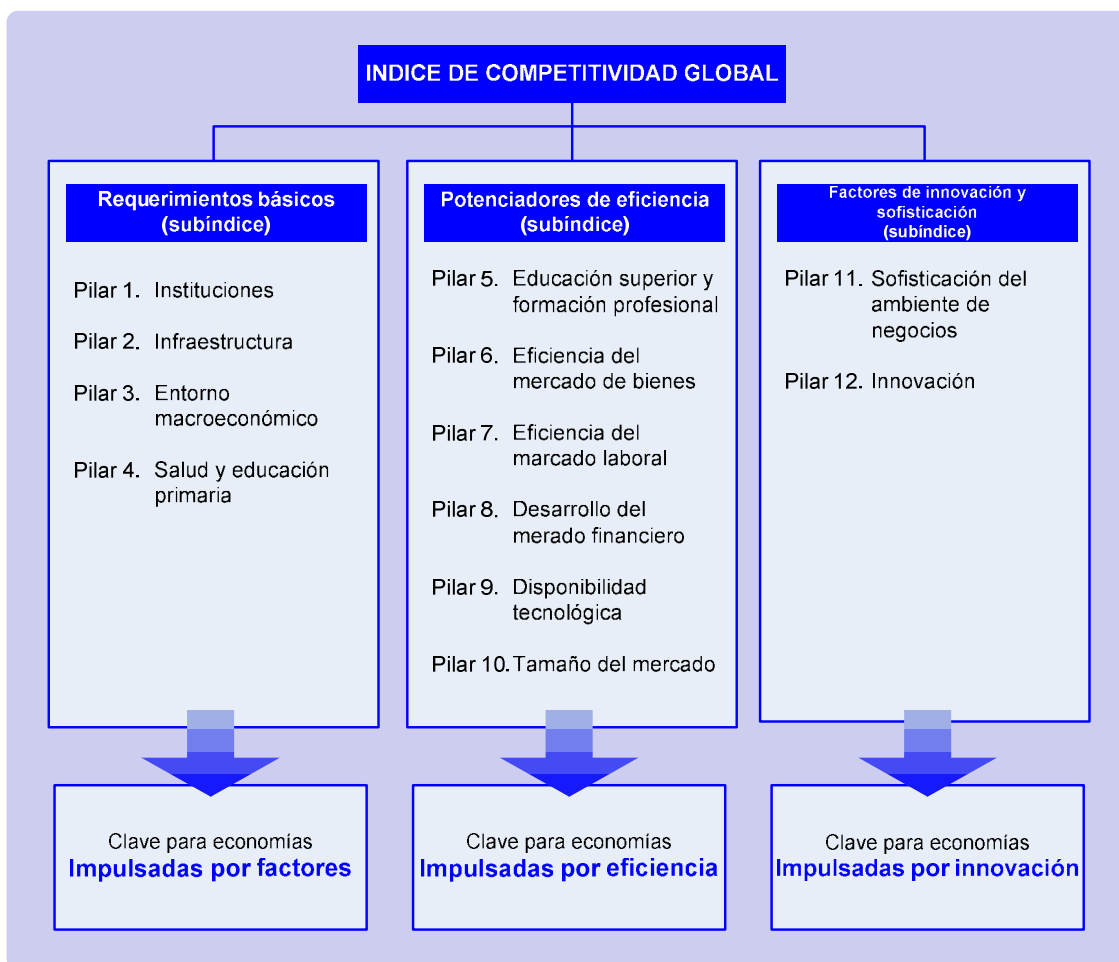 INDICE DE COMPETITIVIDAD GLOBAL
Requerimientos básicos
(subíndice)
Pilar 1. Instituciones
Pilar 2. Infraestructura
Pilar 3. Entorno
macroeconómico
Pilar 4. Salud y educación
primaria
Potenciadores de eficiencia
(subíndice)
Pilar 5. Educación superior y
formación profesional
Pilar 6. Eficiencia del
mercado de bienes
Pilar 7. Eficiencia del
marcado laboral
Pilar 8. Desarrollo del
merado financiero
Pilar 9. Disponibilidad
tecnológica
Pilar 10. Tamaño del mercado
Factores de innovación y
sofisticación
(subíndice)
Pilar 11. Sofisticación del
ambiente de
negocios
Pilar 12. Innovación
Clave para economías
Impulsadas por factores
Clave para economías
Impulsadas por eficiencia
Clave para economías
Impulsadas por innovación